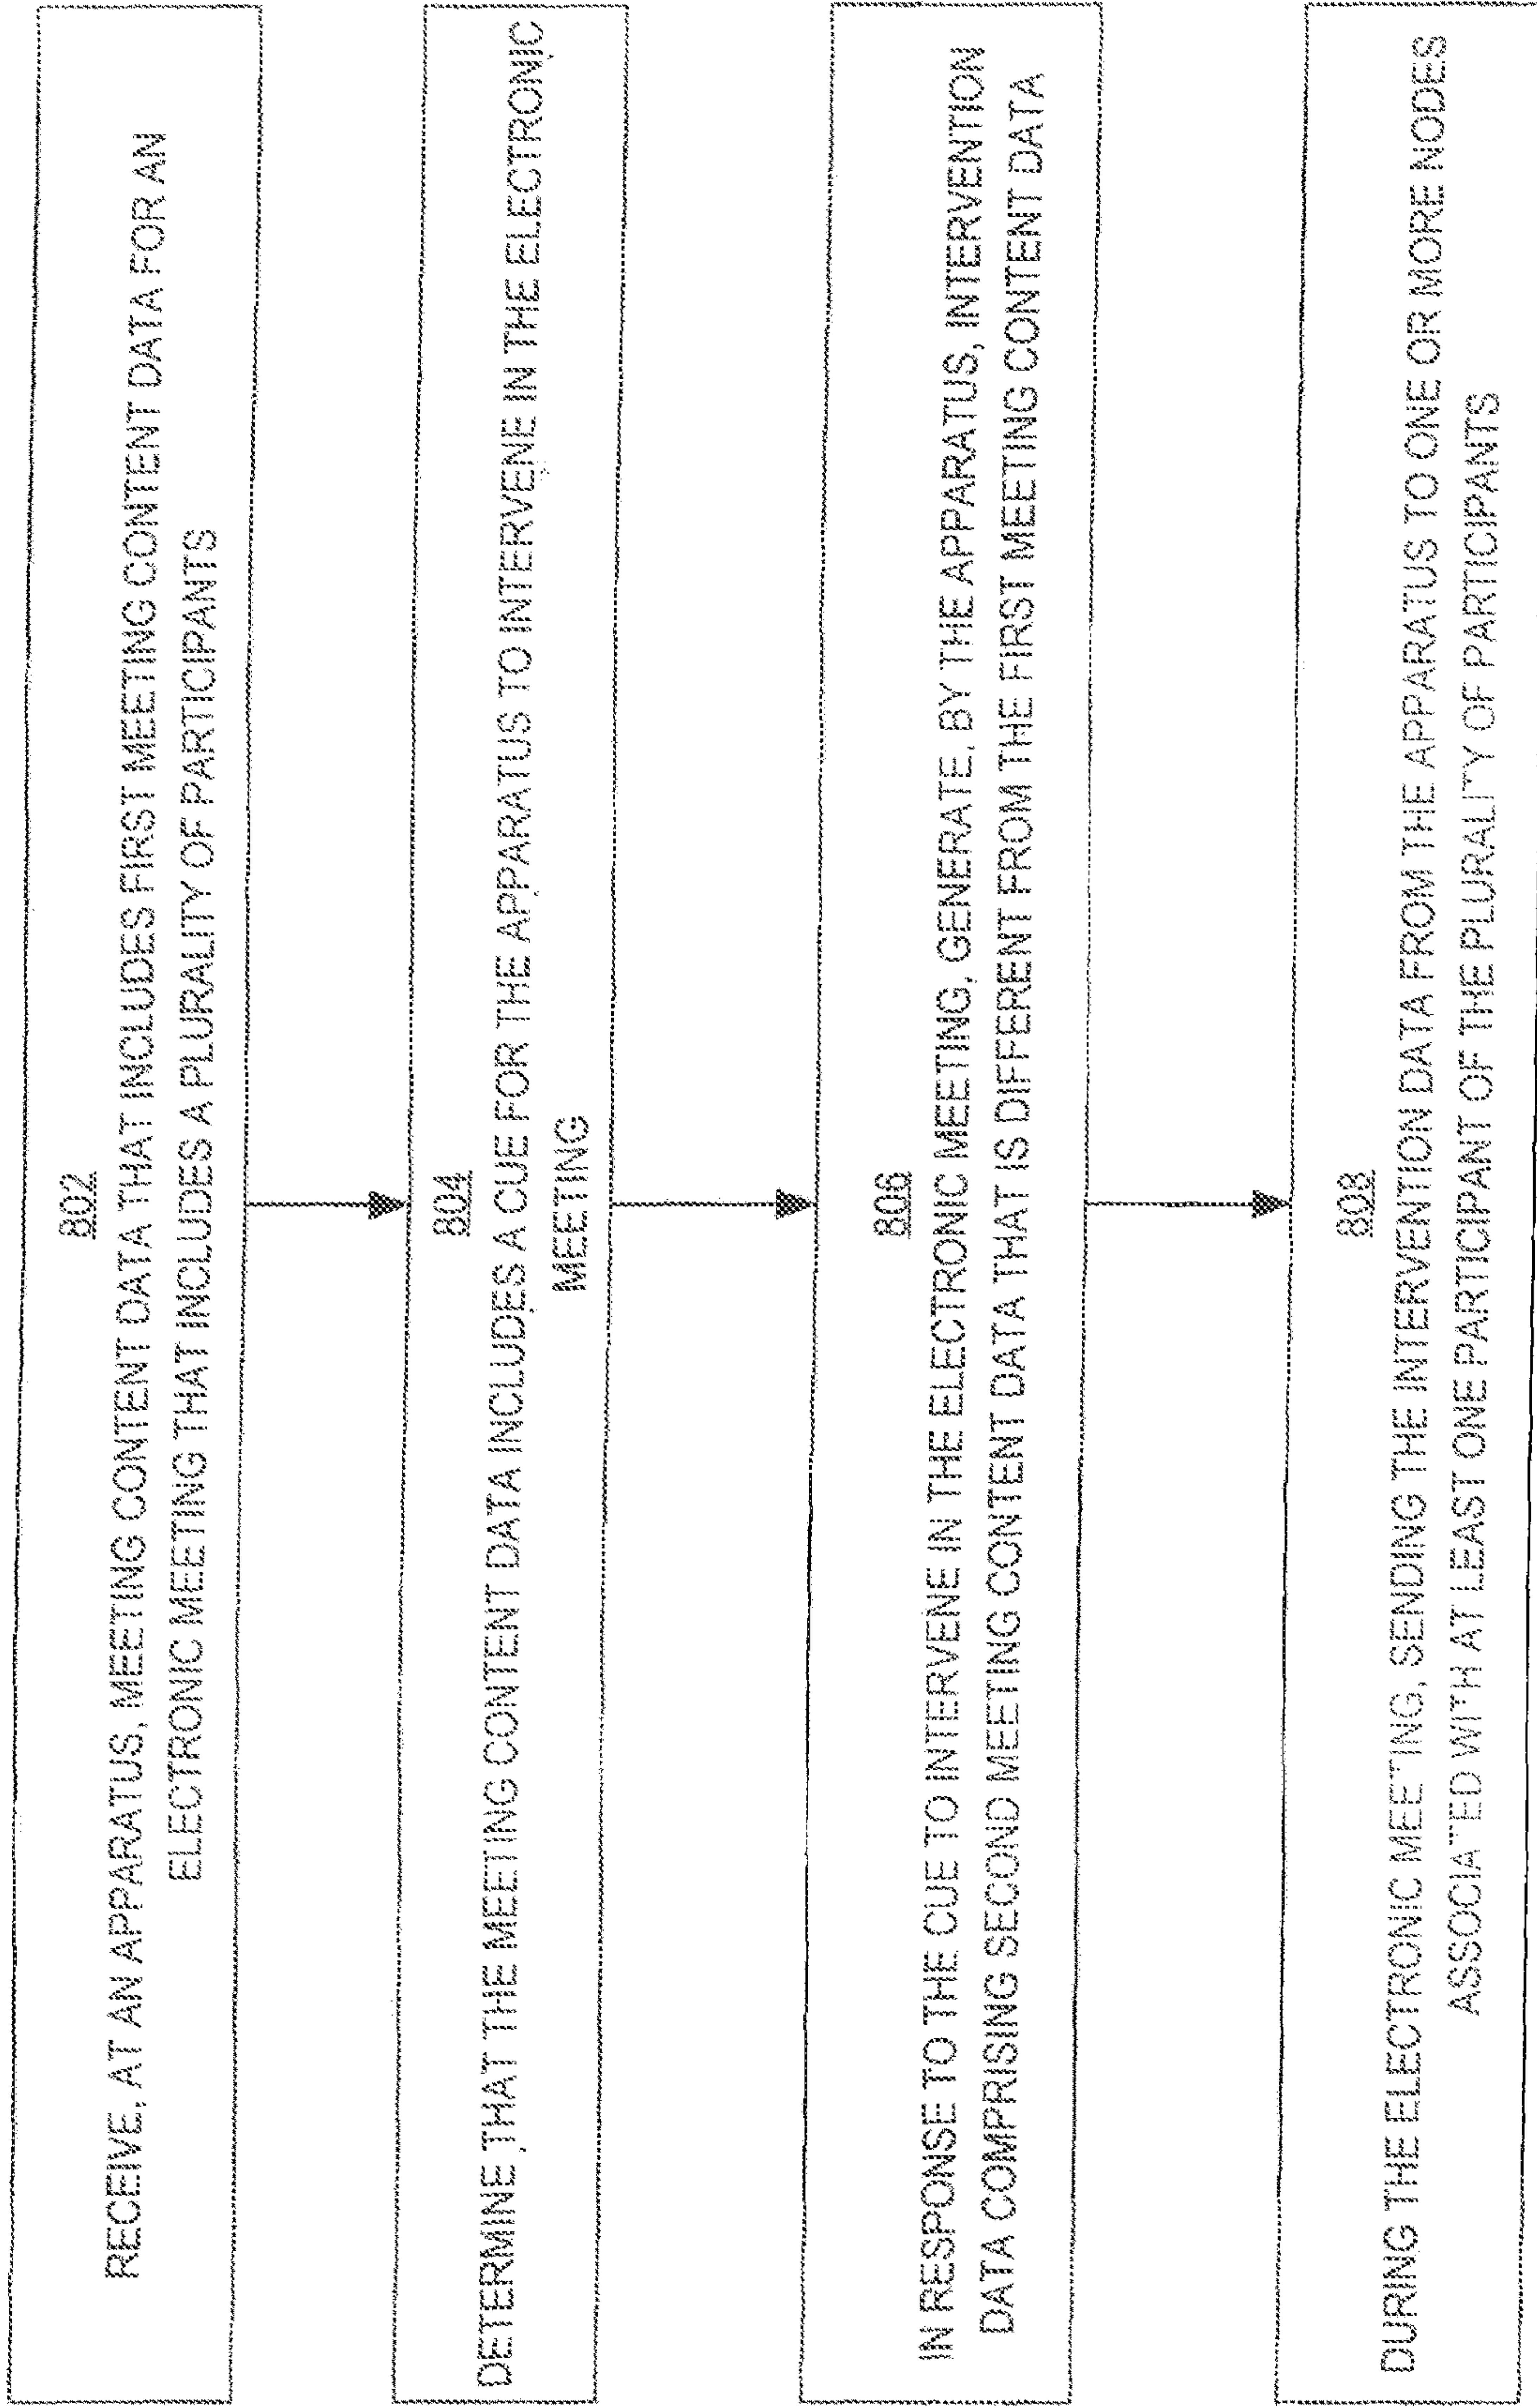 802
RECEIVE, AT AN APPARATUS, MEETING CONTENT DATA THAT INCLUDES FIRST MEETING CONTENT DATA FOR AN
ELECTRONIC MEETING THAT INCLUDES A PLURALITY OF PARTICIPANTS
804
DETERMINE THAT THE MEETING CONTENT DATA INCLUDES A CUE FOR THE APPARATUS TO INTERVENE IN THE ELECTRONIC
MEETING
806
IN RESPONSE TO THE CUE TO INTERVENE IN THE ELECTRONIC MEETING, GENERATE, BY THE APPARATUS, INTERVENTION
DATA COMPRISING SECOND MEETING CONTENT DATA THAT IS DIFFERENT FROM THE FIRST MEETING CONTENT DATA
808
DURING THE ELECTRONIC MEETING, SENDING THE INTERVENTION DATA FROM THE APPARATUS TO ONE OR MORE NODES
ASSOCIATED WITH AT LEAST ONE PARTICIPANT OF THE PLURALITY OF PARTICIPANTS